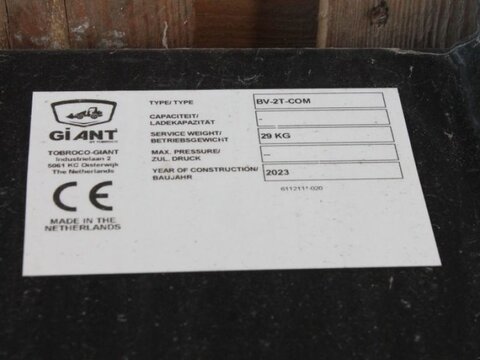 GiANT
BY TOBROCO
TOBROCO-GIANT
Industrielaan 2
5061 KC Oisterwijk
The Netherlands
CE
MADE IN THE
NETHERLANDS
TYPE/TYPE BV-2T-COM
CAPACITEIT/
LADEKAPAZITÄT -
SERVICE WEIGHT/
BETRIEBSGEWICHT 29 KG
MAX. PRESSURE/
ZUL. DRUCK -
YEAR OF CONSTRUCTION/
BAUJAHR 2023